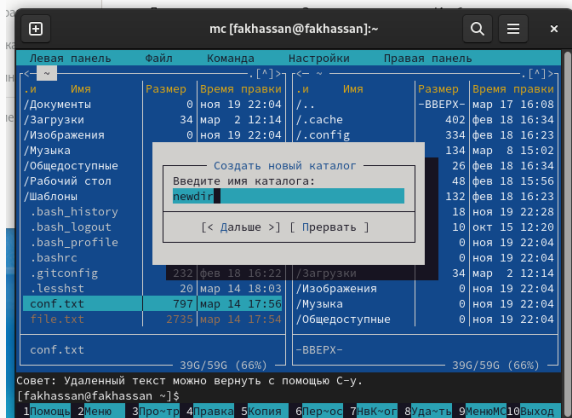 mc [fakhassan@fakhassan]:~
Левая панель Файл Команда Настройки Правая панель
<— ~ .[^]> <— ~ .[^]>
.и Имя Размер Время правки .и Имя Размер Время правки
/Документы 0 ноя 19 22:04 /.. -ВВЕРХ- мар 17 16:08
/Загрузки 34 мар 2 12:14 /.cache 402 фев 18 16:34
/Изображения 0 ноя 19 22:04 /.config 334 фев 18 16:23
/Музыка 134 мар 8 15:02
/Общедоступные 26 фев 18 16:34
/Рабочий стол 48 фев 18 15:56
/Шаблоны 132 фев 18 16:23
.bash_history 18 ноя 19 22:28
.bash_logout 10 окт 15 12:20
.bash_profile 0 ноя 19 22:04
.bashrc 0 ноя 19 22:04
Создать новый каталог
Введите имя каталога:
newdir
[< Дальше >] [ Прервать ]
.gitconfig 232 фев 18 16:22 /Загрузки 34 мар 2 12:14
.lesshst 20 мар 14 18:03 /Изображения 0 ноя 19 22:04
conf.txt 797 мар 14 17:56 /Музыка 0 ноя 19 22:04
file.txt 2735 мар 14 17:54 /Общедоступные 0 ноя 19 22:04
conf.txt -ВВЕРХ-
39G/59G (66%) 39G/59G (66%)
Совет: Удаленный текст можно вернуть с помощью C-y.
[fakhassan@fakhassan ~]$
1Помощь 2Меню 3Про~тр 4Правка 5Копия 6Пер~ос 7НвК~ог 8Уда~ть 9МенюMC 10Выход